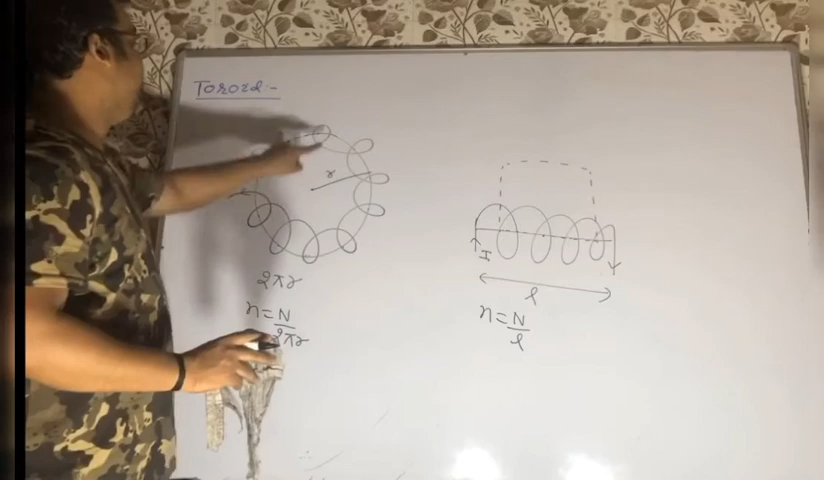 Toroid:-
r
2πr
n=N/2πr
I
l
n=N/l